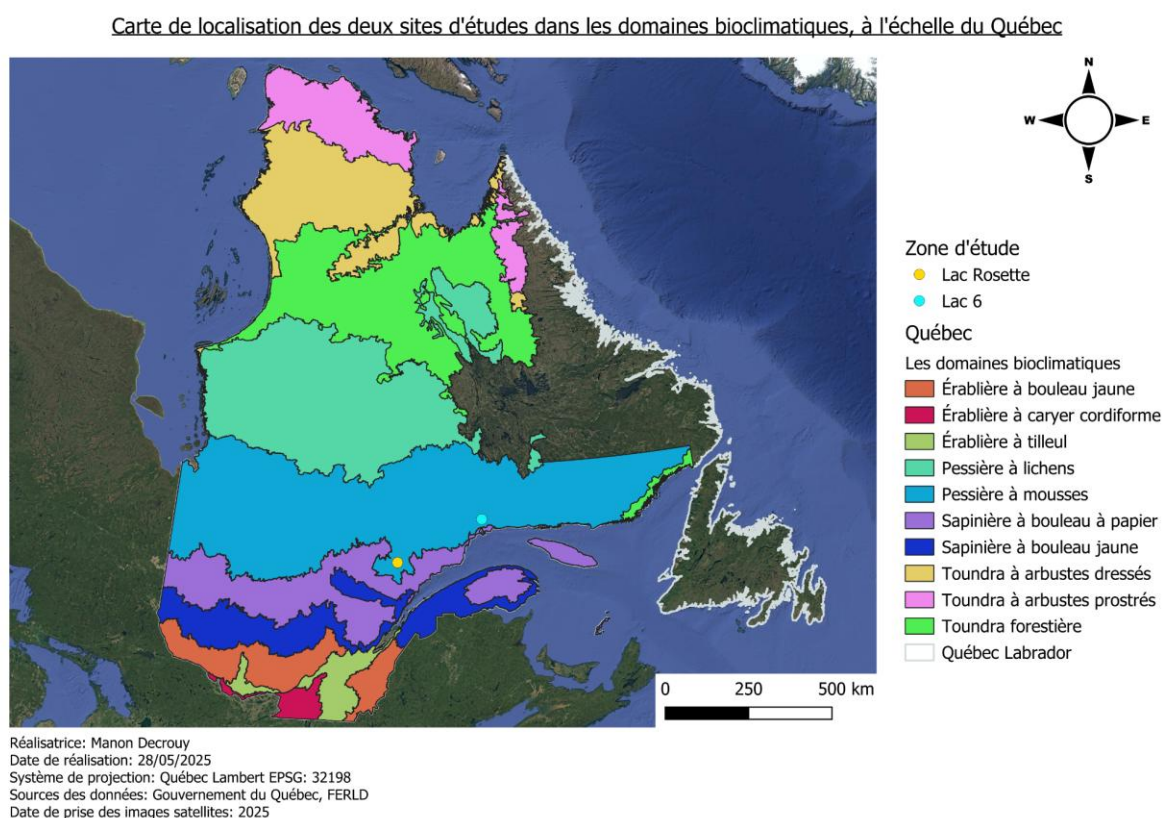 Carte de localisation des deux sites d'études dans les domaines bioclimatiques, à l'échelle du Québec
N
W
E
S
Zone d'étude
Lac Rosette
Lac 6
Québec
Les domaines bioclimatiques
Érablière à bouleau jaune
Érablière à caryer cordiforme
Érablière à tilleul
Pessière à lichens
Pessière à mousses
Sapinière à bouleau à papier
Sapinière à bouleau jaune
Toundra à arbustes dressés
Toundra à arbustes prostrés
Toundra forestière
Québec Labrador
0 250 500 km
Réalisatrice: Manon Decrouy
Date de réalisation: 28/05/2025
Système de projection: Québec Lambert EPSG: 32198
Sources des données: Gouvernement du Québec, FERLD
Date de prise des images satellites: 2025